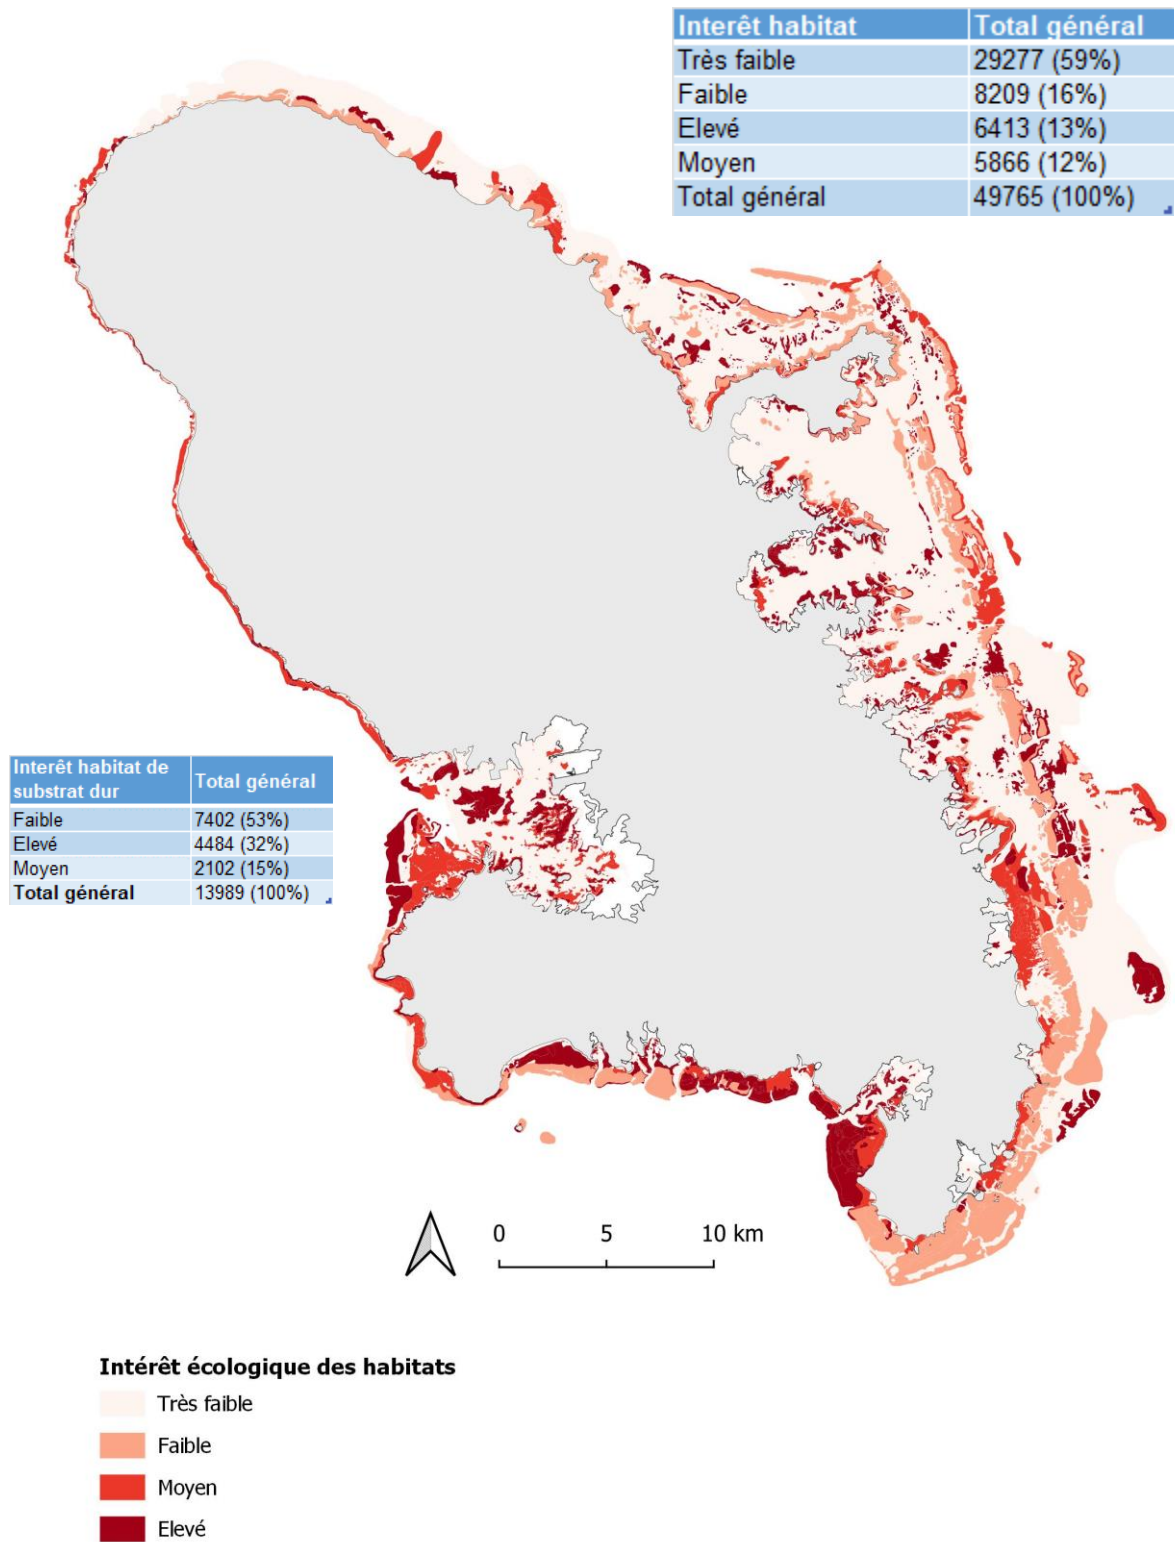 Interêt habitat Total général
Très faible 29277 (59%)
Faible 8209 (16%)
Elevé 6413 (13%)
Moyen 5866 (12%)
Total général 49765 (100%)
Interêt habitat de substrat dur Total général
Faible 7402 (53%)
Elevé 4484 (32%)
Moyen 2102 (15%)
Total général 13989 (100%)
0 5 10 km
Intérêt écologique des habitats
Très faible
Faible
Moyen
Elevé